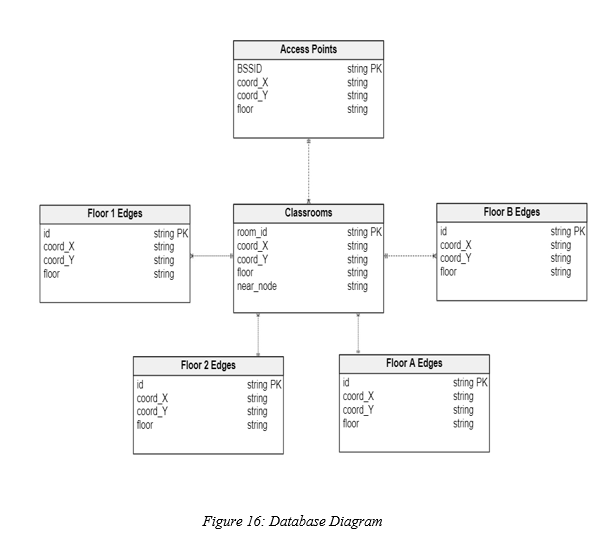 Access Points
BSSID string PK
coord_X string
coord_Y string
floor string
Floor 1 Edges
id string PK
coord_X string
coord_Y string
floor string
Classrooms
room_id string PK
coord_X string
coord_Y string
floor string
near_node string
Floor B Edges
id string PK
coord_X string
coord_Y string
floor string
Floor 2 Edges
id string PK
coord_X string
coord_Y string
floor string
Floor A Edges
id string PK
coord_X string
coord_Y string
floor string
Figure 16: Database Diagram